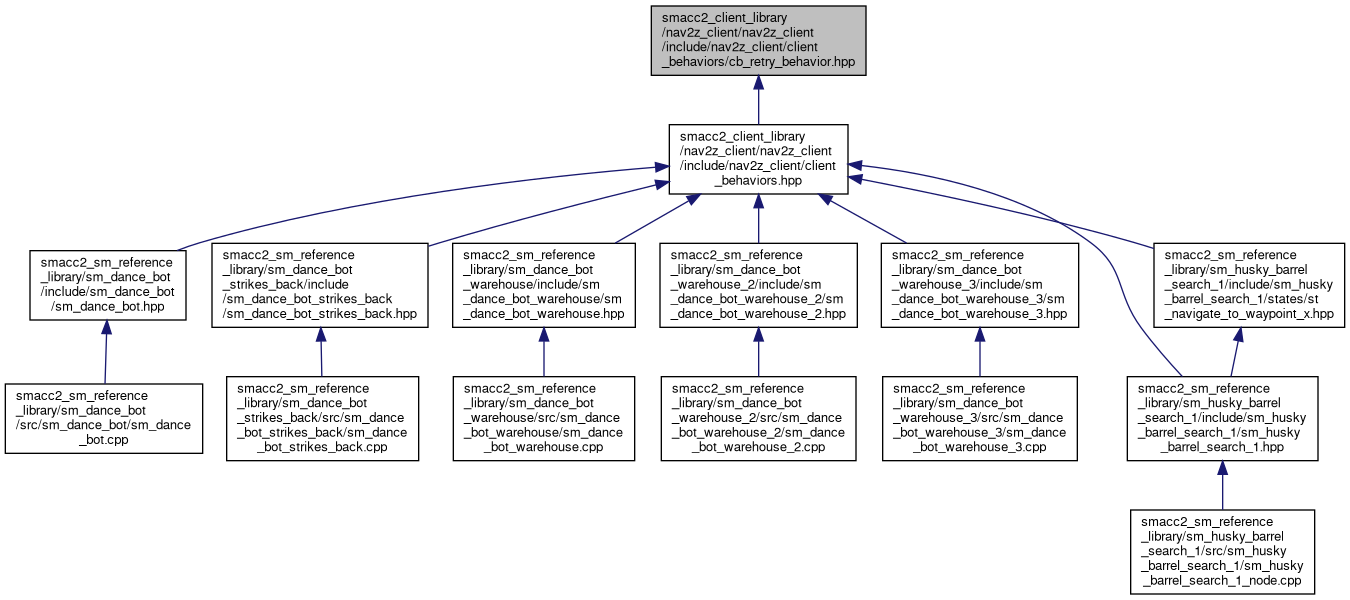 smacc2_client_library
/nav2z_client/nav2z_client
/include/nav2z_client/client
_behaviors/cb_retry_behavior.hpp
smacc2_client_library
/nav2z_client/nav2z_client
/include/nav2z_client/client
_behaviors.hpp
smacc2_sm_reference
_library/sm_dance_bot
/include/sm_dance_bot
/sm_dance_bot.hpp
smacc2_sm_reference
_library/sm_dance_bot
_strikes_back/include
/sm_dance_bot_strikes_back
/sm_dance_bot_strikes_back.hpp
smacc2_sm_reference
_library/sm_dance_bot
_warehouse/include/sm
_dance_bot_warehouse/sm
_dance_bot_warehouse.hpp
smacc2_sm_reference
_library/sm_dance_bot
_warehouse_2/include/sm
_dance_bot_warehouse_2/sm
_dance_bot_warehouse_2.hpp
smacc2_sm_reference
_library/sm_dance_bot
_warehouse_3/include/sm
_dance_bot_warehouse_3/sm
_dance_bot_warehouse_3.hpp
smacc2_sm_reference
_library/sm_husky_barrel
_search_1/include/sm_husky
_barrel_search_1/states/st
_navigate_to_waypoint_x.hpp
smacc2_sm_reference
_library/sm_dance_bot
/src/sm_dance_bot/sm_dance
_bot.cpp
smacc2_sm_reference
_library/sm_dance_bot
_strikes_back/src/sm_dance
_bot_strikes_back/sm_dance
_bot_strikes_back.cpp
smacc2_sm_reference
_library/sm_dance_bot
_warehouse/src/sm_dance
_bot_warehouse/sm_dance
_bot_warehouse.cpp
smacc2_sm_reference
_library/sm_dance_bot
_warehouse_2/src/sm_dance
_bot_warehouse_2/sm_dance
_bot_warehouse_2.cpp
smacc2_sm_reference
_library/sm_dance_bot
_warehouse_3/src/sm_dance
_bot_warehouse_3/sm_dance
_bot_warehouse_3.cpp
smacc2_sm_reference
_library/sm_husky_barrel
_search_1/include/sm_husky
_barrel_search_1/sm_husky
_barrel_search_1.hpp
smacc2_sm_reference
_library/sm_husky_barrel
_search_1/src/sm_husky
_barrel_search_1/sm_husky
_barrel_search_1_node.cpp